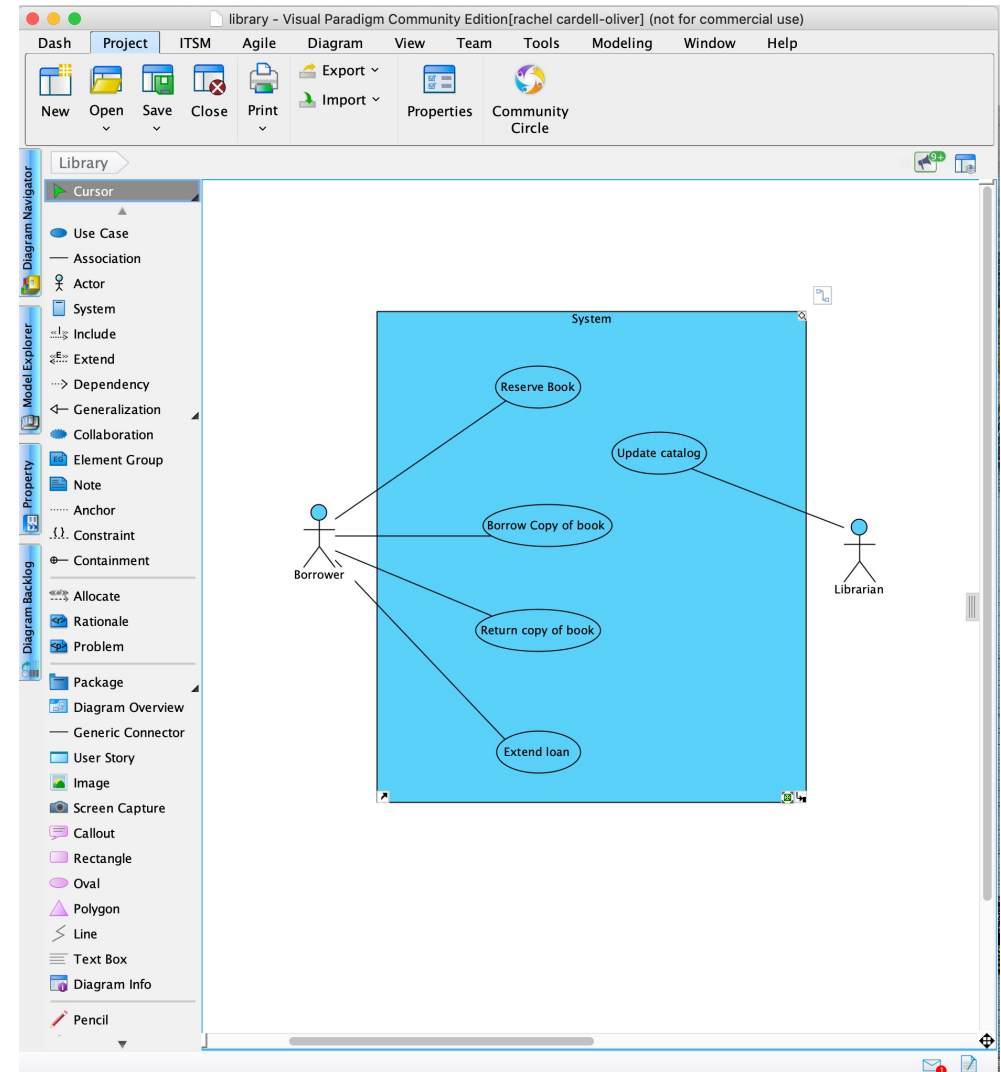 library - Visual Paradigm Community Edition[rachel cardell-oliver] (not for commercial use)
Dash Project ITSM Agile Diagram View Team Tools Modeling Window Help
New Open Save Close Print Export Import Properties Community Circle
Library
9+
Diagram Navigator
Model Explorer
Property
Diagram Backlog
Cursor
Use Case
Association
Actor
System
Include
Extend
Dependency
Generalization
Collaboration
Element Group
Note
Anchor
Constraint
Containment
Allocate
Rationale
Problem
Package
Diagram Overview
Generic Connector
User Story
Image
Screen Capture
Callout
Rectangle
Oval
Polygon
Line
Text Box
Diagram Info
Pencil
System
Reserve Book
Update catalog
Borrow Copy of book
Borrower
Librarian
Return copy of book
Extend loan